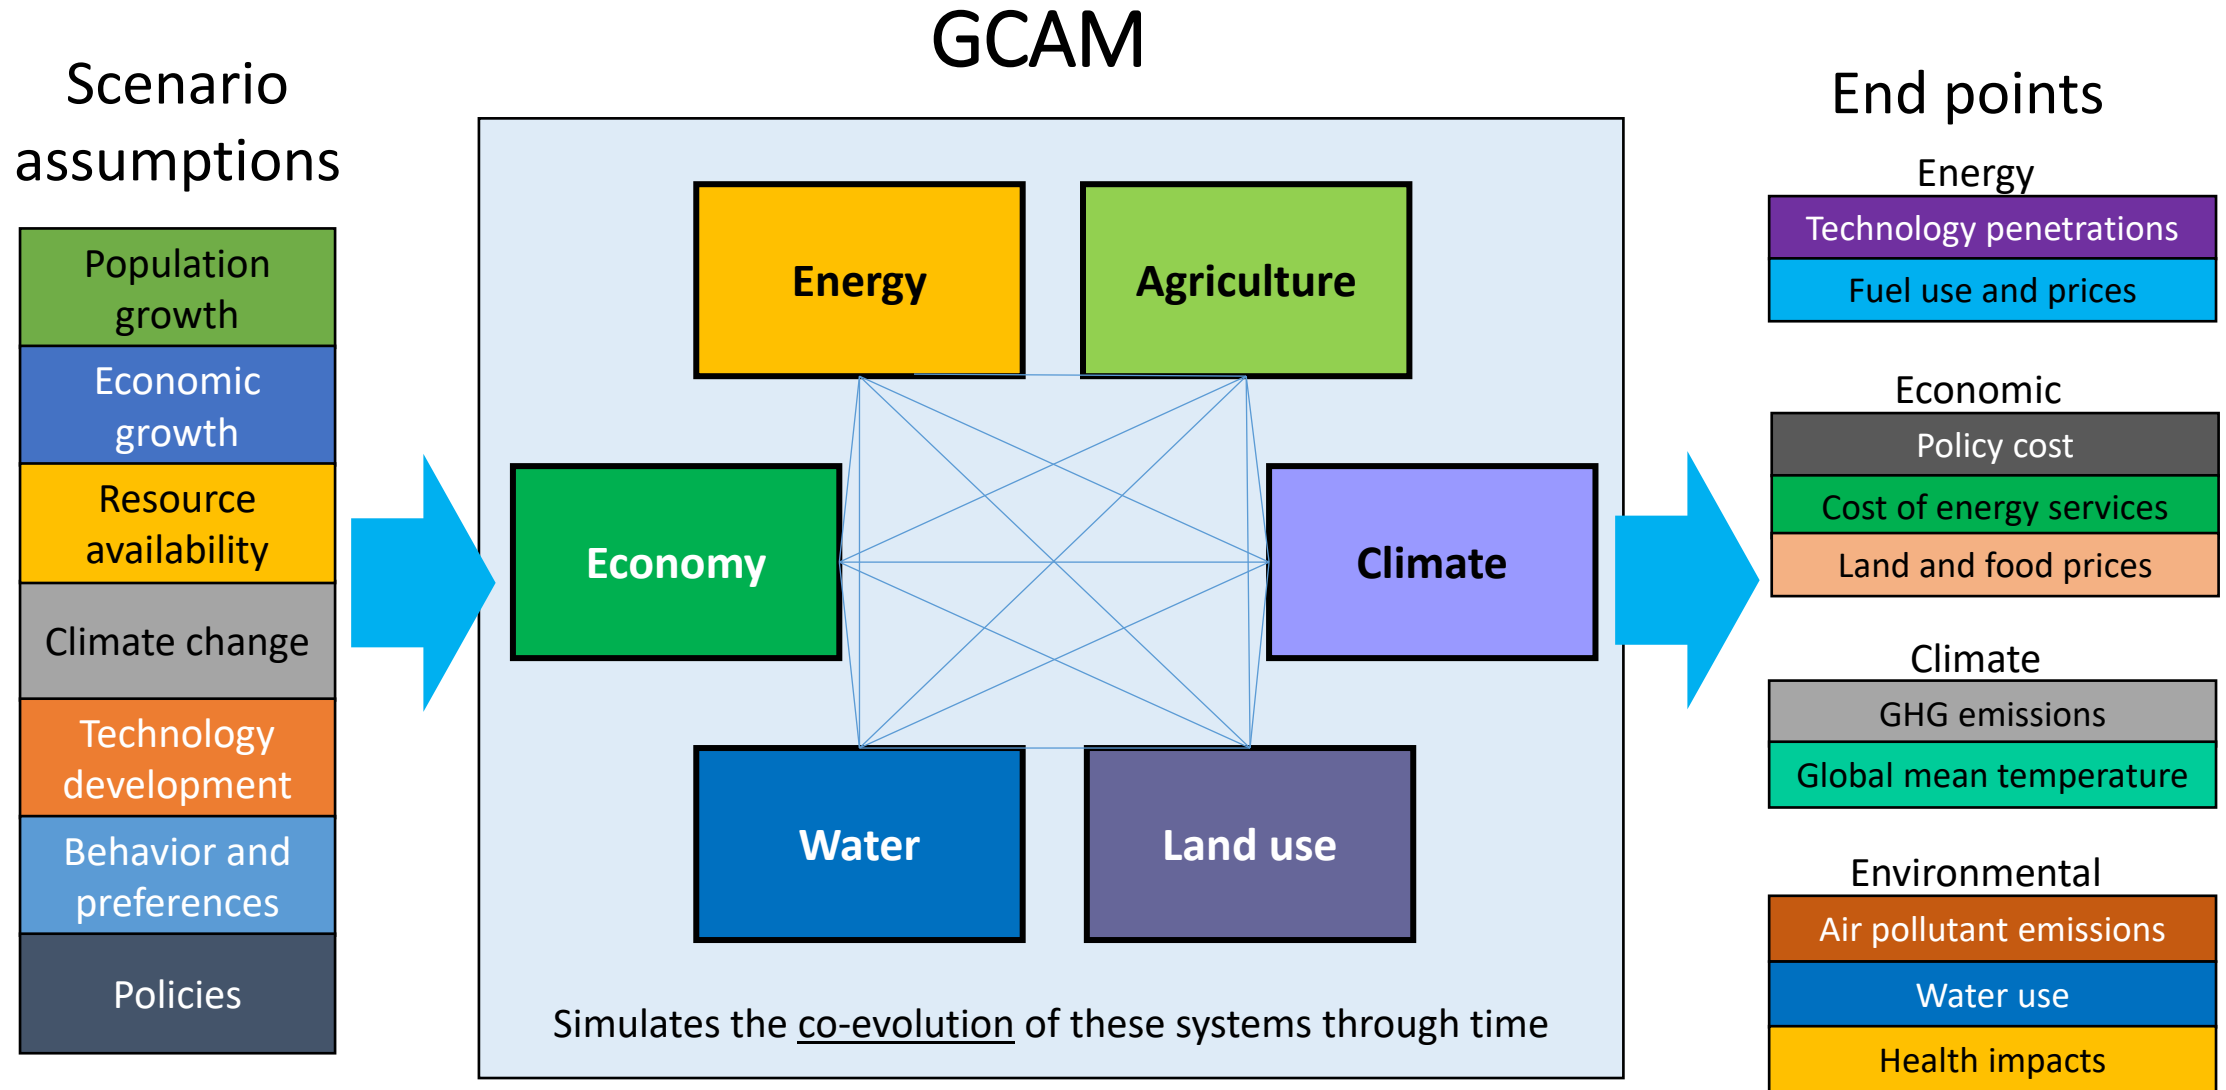 GCAM
Scenario
assumptions
Population
growth
Economic
growth
Resource
availability
Climate change
Technology
development
Behavior and
preferences
Policies
Energy
Agriculture
Economy
Climate
Water
Land use
Simulates the co-evolution of these systems through time
End points
Energy
Technology penetrations
Fuel use and prices
Economic
Policy cost
Cost of energy services
Land and food prices
Climate
GHG emissions
Global mean temperature
Environmental
Air pollutant emissions
Water use
Health impacts